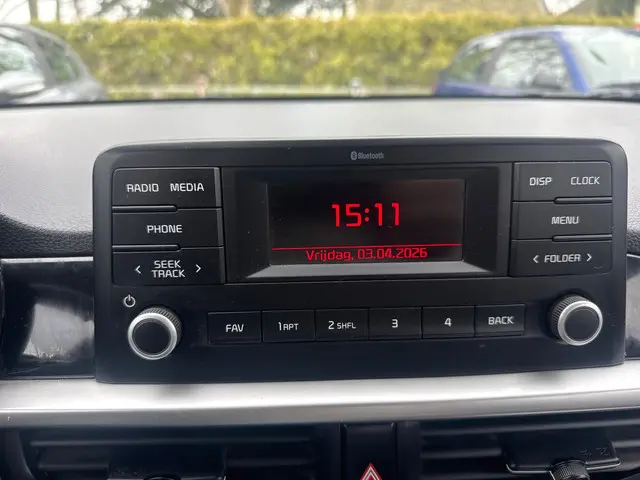 Bluetooth
RADIO MEDIA
PHONE
< SEEK TRACK >
15:11
Vrijdag, 03.04.2026
DISP CLOCK
MENU
< FOLDER >
FAV
1 RPT
2 SHFL
3
4
BACK